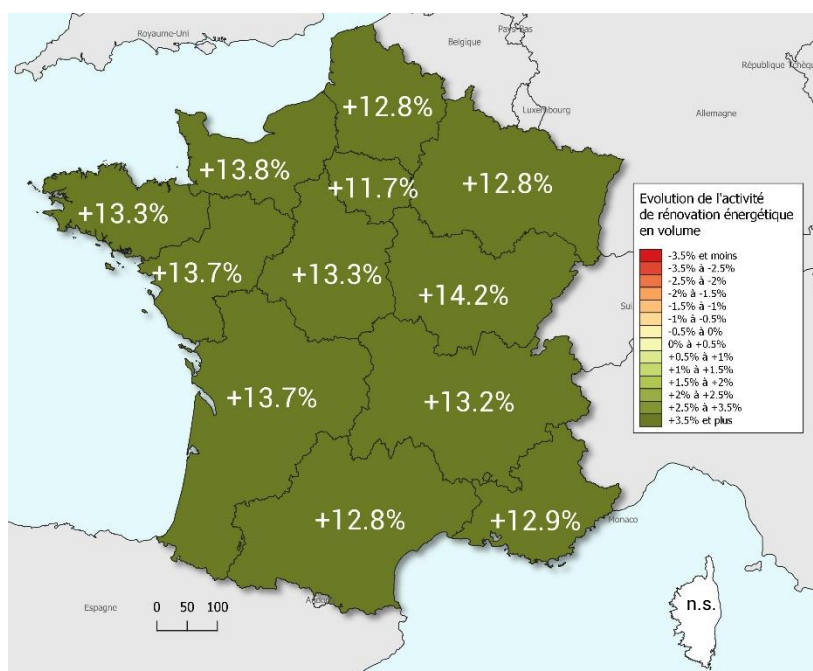 Royaume-Uni
Pays-Bas
Belgique
République Tchèque
Luxembourg
Allemagne
+12.8%
+13.8%
+11.7%
+12.8%
+13.3%
+13.7%
+13.3%
+14.2%
Evolution de l'activité
de rénovation énergétique
en volume
-3.5% et moins
-3.5% à -2.5%
-2.5% à -2%
-2% à -1.5%
-1.5% à -1%
-1% à -0.5%
-0.5% à 0%
0% à +0.5%
+0.5% à +1%
+1% à +1.5%
+1.5% à +2%
+2% à +2.5%
+2.5% à +3.5%
+3.5% et plus
Sui
+13.7%
+13.2%
+12.8%
+12.9%
Monaco
Espagne
0 50 100
n.s.